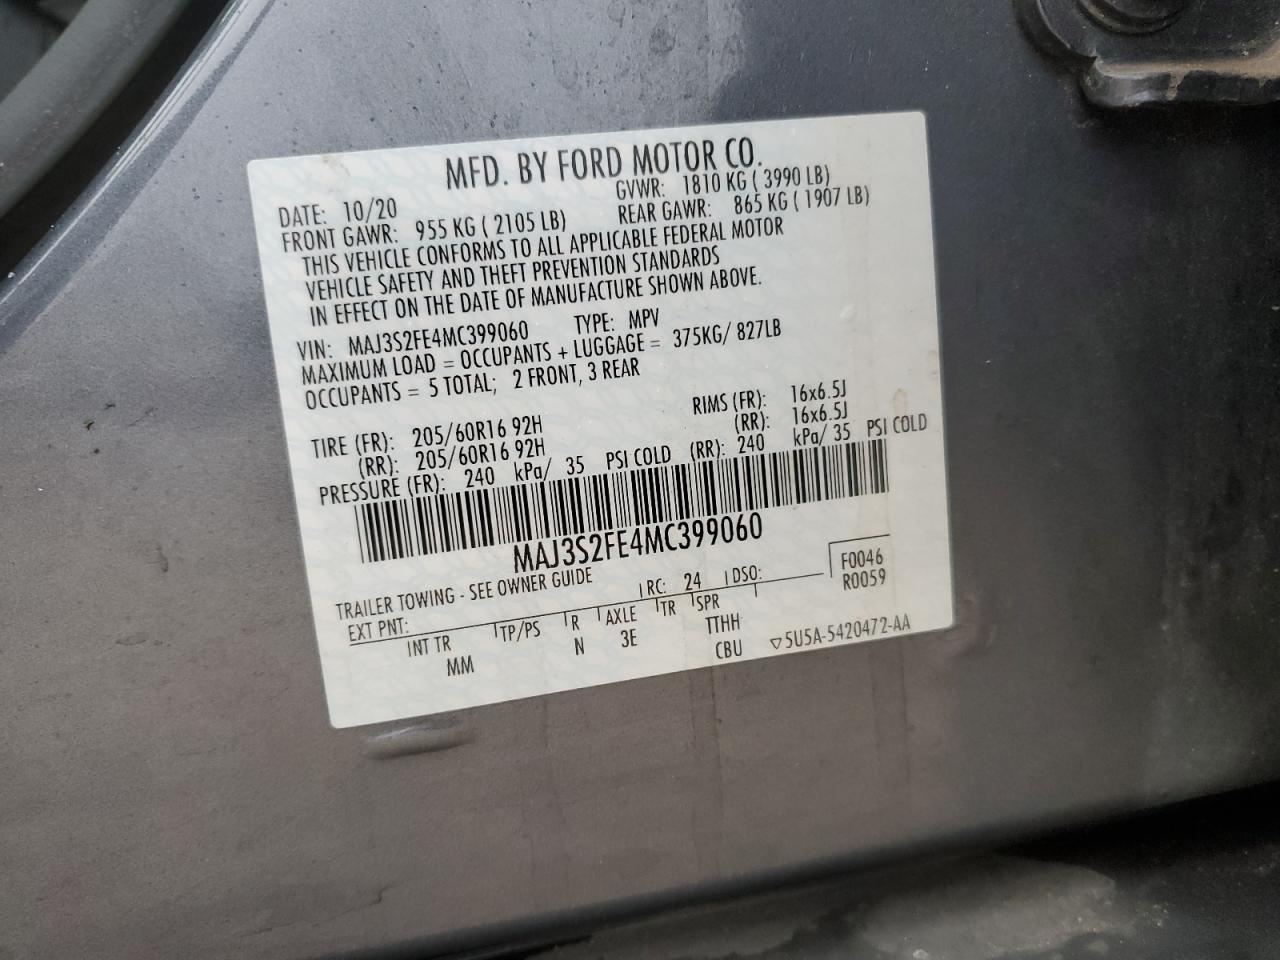 MFD. BY FORD MOTOR CO.
DATE: 10/20 GVWR: 1810 KG ( 3990 LB)
FRONT GAWR: 955 KG ( 2105 LB) REAR GAWR: 865 KG ( 1907 LB)
THIS VEHICLE CONFORMS TO ALL APPLICABLE FEDERAL MOTOR
VEHICLE SAFETY AND THEFT PREVENTION STANDARDS
IN EFFECT ON THE DATE OF MANUFACTURE SHOWN ABOVE.
VIN: MAJ3S2FE4MC399060 TYPE: MPV
MAXIMUM LOAD = OCCUPANTS + LUGGAGE = 375KG/ 827LB
OCCUPANTS = 5 TOTAL; 2 FRONT, 3 REAR
TIRE (FR): 205/60R16 92H RIMS (FR): 16x6.5J
(RR): 205/60R16 92H (RR): 16x6.5J
PRESSURE (FR): 240 kPa/ 35 PSI COLD (RR): 240 kPa/ 35 PSI COLD
MAJ3S2FE4MC399060
TRAILER TOWING - SEE OWNER GUIDE
EXT PNT: RC: 24 DSO: F0046
R0059
INT TR TP/PS R AXLE TR SPR
MM N 3E TTHH
CBU ▽5U5A-5420472-AA